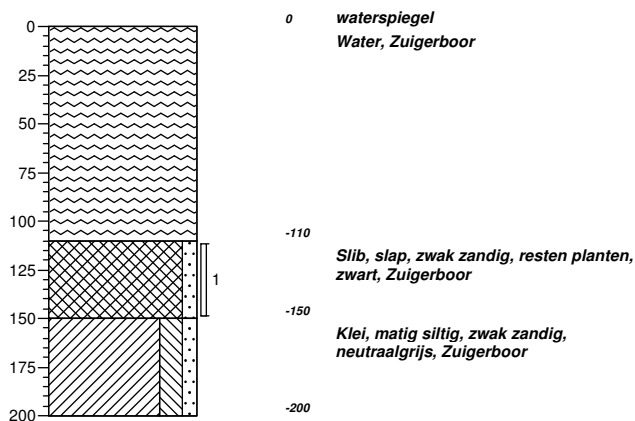 0
25
50
75
100
125
150
175
200
1
0 waterspiegel
Water, Zuigerboor
-110
Slib, slap, zwak zandig, resten planten,
zwart, Zuigerboor
-150
Klei, matig siltig, zwak zandig,
neutraalgrijs, Zuigerboor
-200